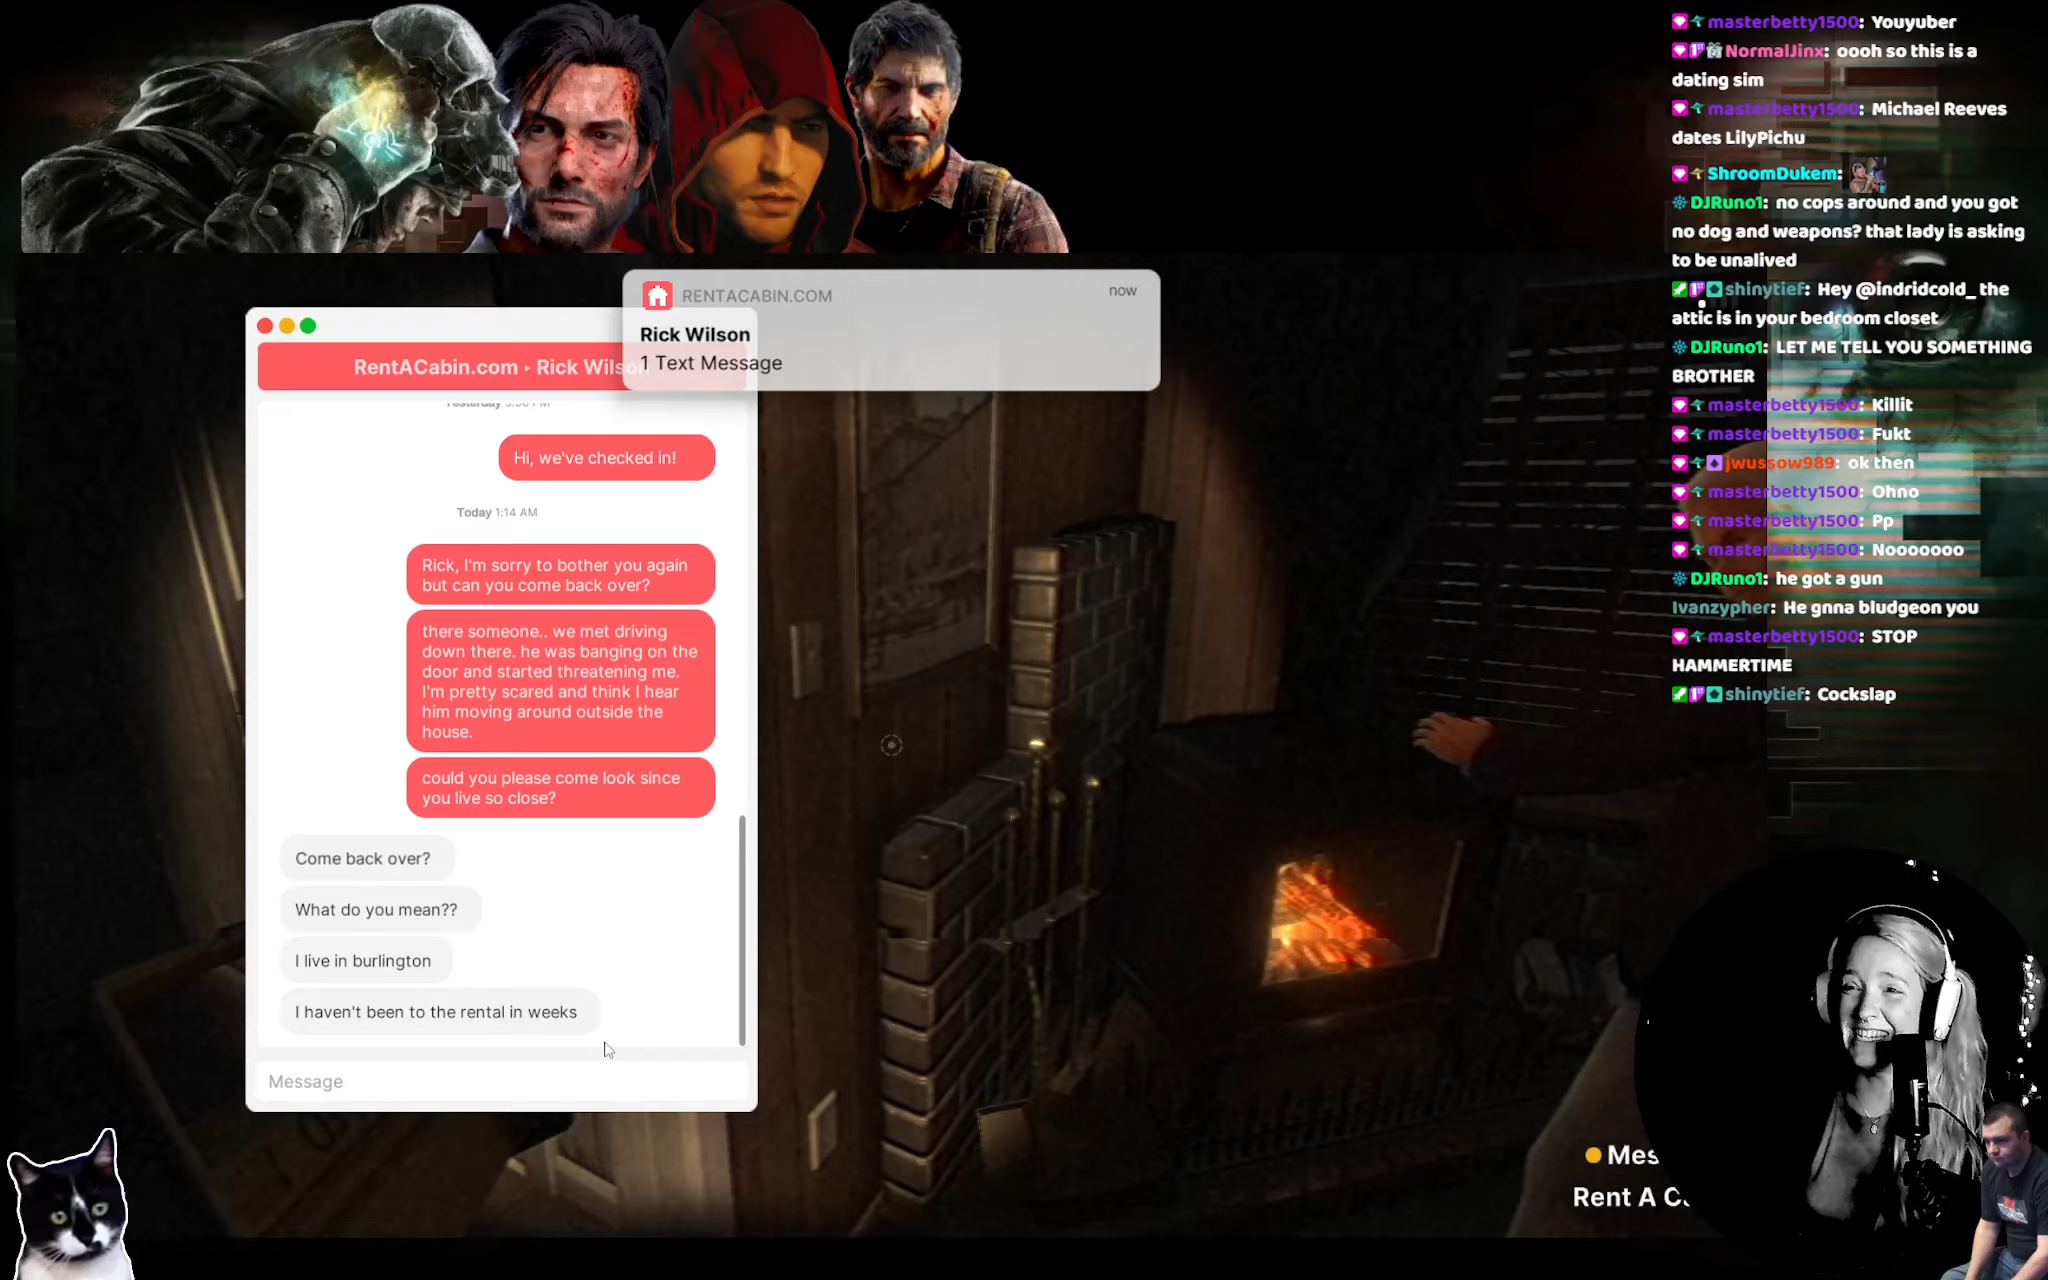 RENTACABIN.COM
now
Rick Wilson
1 Text Message
RentACabin.com ▸ Rick Wils
Yesterday
Hi, we've checked in!
Today 1:14 AM
Rick, I'm sorry to bother you again
but can you come back over?
there someone.. we met driving
down there. he was banging on the
door and started threatening me.
I'm pretty scared and think I hear
him moving around outside the
house.
could you please come look since
you live so close?
Come back over?
What do you mean??
I live in burlington
I haven't been to the rental in weeks
Message
Mes
Rent A C
masterbetty1500: Youyuber
NormalJinx: oooh so this is a
dating sim
masterbetty1500: Michael Reeves
dates LilyPichu
ShroomDukem:
DJRuno1: no cops around and you got
no dog and weapons? that lady is asking
to be unalived
shinytief: Hey @indridcold_ the
attic is in your bedroom closet
DJRuno1: LET ME TELL YOU SOMETHING
BROTHER
masterbetty1500: Killit
masterbetty1500: Fukt
jwussow989: ok then
masterbetty1500: Ohno
masterbetty1500: Pp
masterbetty1500: Nooooooo
DJRuno1: he got a gun
Ivanzypher: He gnna bludgeon you
masterbetty1500: STOP
HAMMERTIME
shinytief: Cockslap